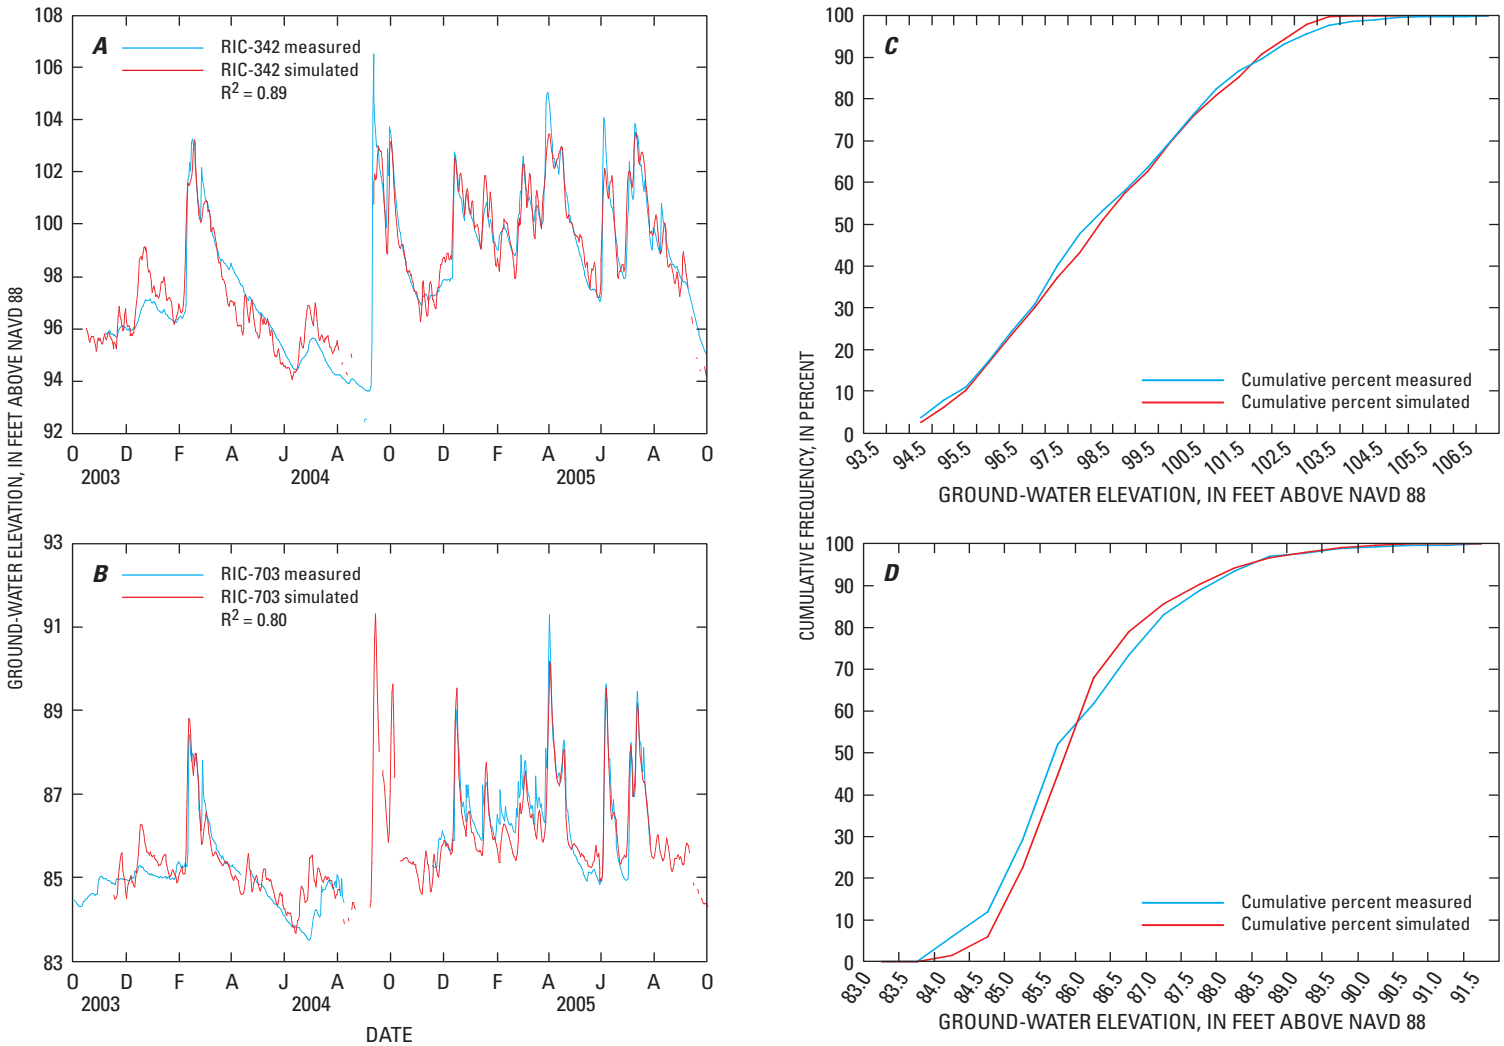 GROUND-WATER ELEVATION, IN FEET ABOVE NAVD 88
108
106
104
102
100
98
96
94
92
A
RIC-342 measured
RIC-342 simulated
R2 = 0.89
O D F A J A O D F A J A O
2003 2004 2005
93
91
89
87
85
83
B
RIC-703 measured
RIC-703 simulated
R2 = 0.80
O D F A J A O D F A J A O
2003 2004 2005
DATE
CUMULATIVE FREQUENCY, IN PERCENT
100
90
80
70
60
50
40
30
20
10
0
C
Cumulative percent measured
Cumulative percent simulated
93.5 94.5 95.5 96.5 97.5 98.5 99.5 100.5 101.5 102.5 103.5 104.5 105.5 106.5
GROUND-WATER ELEVATION, IN FEET ABOVE NAVD 88
100
90
80
70
60
50
40
30
20
10
0
D
Cumulative percent measured
Cumulative percent simulated
83.0 83.5 84.0 84.5 85.0 85.5 86.0 86.5 87.0 87.5 88.0 88.5 89.0 89.5 90.0 90.5 91.0 91.5
GROUND-WATER ELEVATION, IN FEET ABOVE NAVD 88